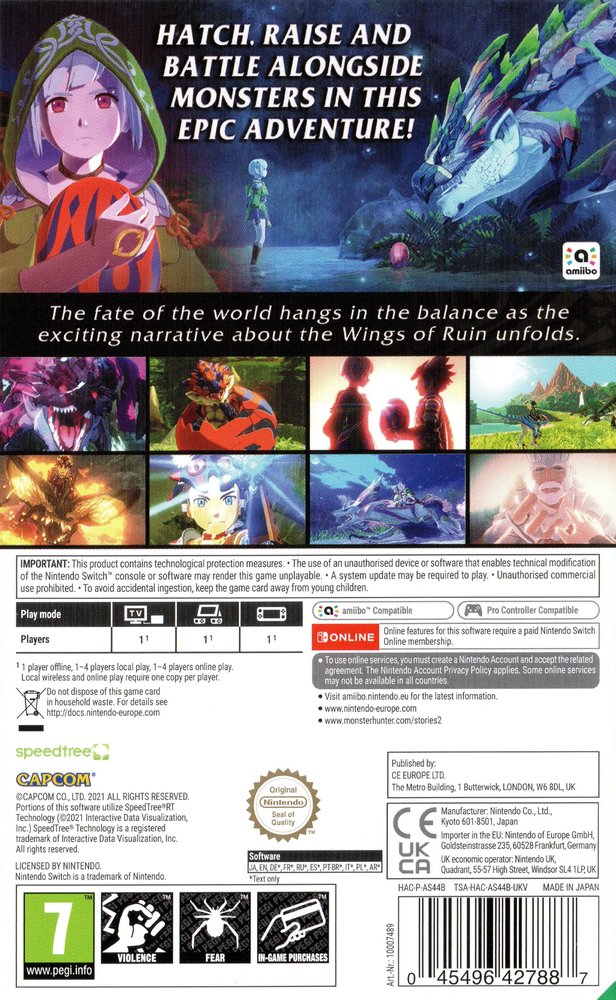 HATCH, RAISE AND
BATTLE ALONGSIDE
MONSTERS IN THIS
EPIC ADVENTURE!
amiibo
The fate of the world hangs in the balance as the
exciting narrative about the Wings of Ruin unfolds.
IMPORTANT: This product contains technological protection measures. • The use of an unauthorised device or software that enables technical modification
of the Nintendo Switch™ console or software may render this game unplayable. • A system update may be required to play. • Unauthorised commercial
use prohibited. • To avoid accidental ingestion, keep the game card away from young children.
Play mode
TV
Players 1¹ 1¹ 1¹
¹ 1 player offline, 1–4 players local play, 1–4 players online play.
Local wireless and online play require one copy per player.
Do not dispose of this game card
in household waste. For details see
http://docs.nintendo-europe.com
amiibo™ Compatible
Pro Controller Compatible
ONLINE
Online features for this software require a paid Nintendo Switch
Online membership.
• To use online services, you must create a Nintendo Account and accept the related
agreement. The Nintendo Account Privacy Policy applies. Some online services
may not be available in all countries.
• Visit amiibo.nintendo.eu for the latest information.
• www.nintendo-europe.com
• www.monsterhunter.com/stories2
speedtree
CAPCOM
©CAPCOM CO., LTD. 2021 ALL RIGHTS RESERVED.
Portions of this software utilize SpeedTree®RT
Technology (©2021 Interactive Data Visualization,
Inc.) SpeedTree® Technology is a registered
trademark of Interactive Data Visualization, Inc.
All rights reserved.
LICENSED BY NINTENDO.
Nintendo Switch is a trademark of Nintendo.
Original
Nintendo
Seal of
Quality
Software
JA, EN, DE*, FR*, RU*, ES*, PT-BR*, IT*, PL*, AR*
*Text only
Published by:
CE EUROPE LTD.
The Metro Building, 1 Butterwick, LONDON, W6 8DL, UK
CE
UK
CA
Manufacturer: Nintendo Co., Ltd.,
Kyoto 601-8501, Japan
Importer in the EU: Nintendo of Europe GmbH,
Goldsteinstrasse 235, 60528 Frankfurt, Germany
UK economic operator: Nintendo UK,
Quadrant, 55-57 High Street, Windsor SL4 1LP, UK
HAC-P-AS44B TSA-HAC-AS44B-UKV MADE IN JAPAN
7
www.pegi.info
VIOLENCE
FEAR
IN-GAME PURCHASES
Art.-Nr.: 10007489
0 45496 42788 7